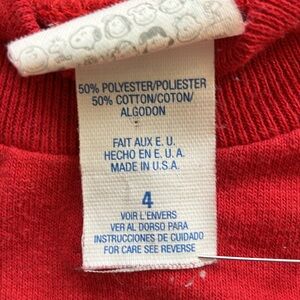 50% POLYESTER/POLIESTER
50% COTTON/COTON/
ALGODON
FAIT AUX E. U.
HECHO EN E. U. A.
MADE IN U.S.A.
4
VOIR L'ENVERS
VER AL DORSO PARA
INSTRUCCIONES DE CUIDADO
FOR CARE SEE REVERSE